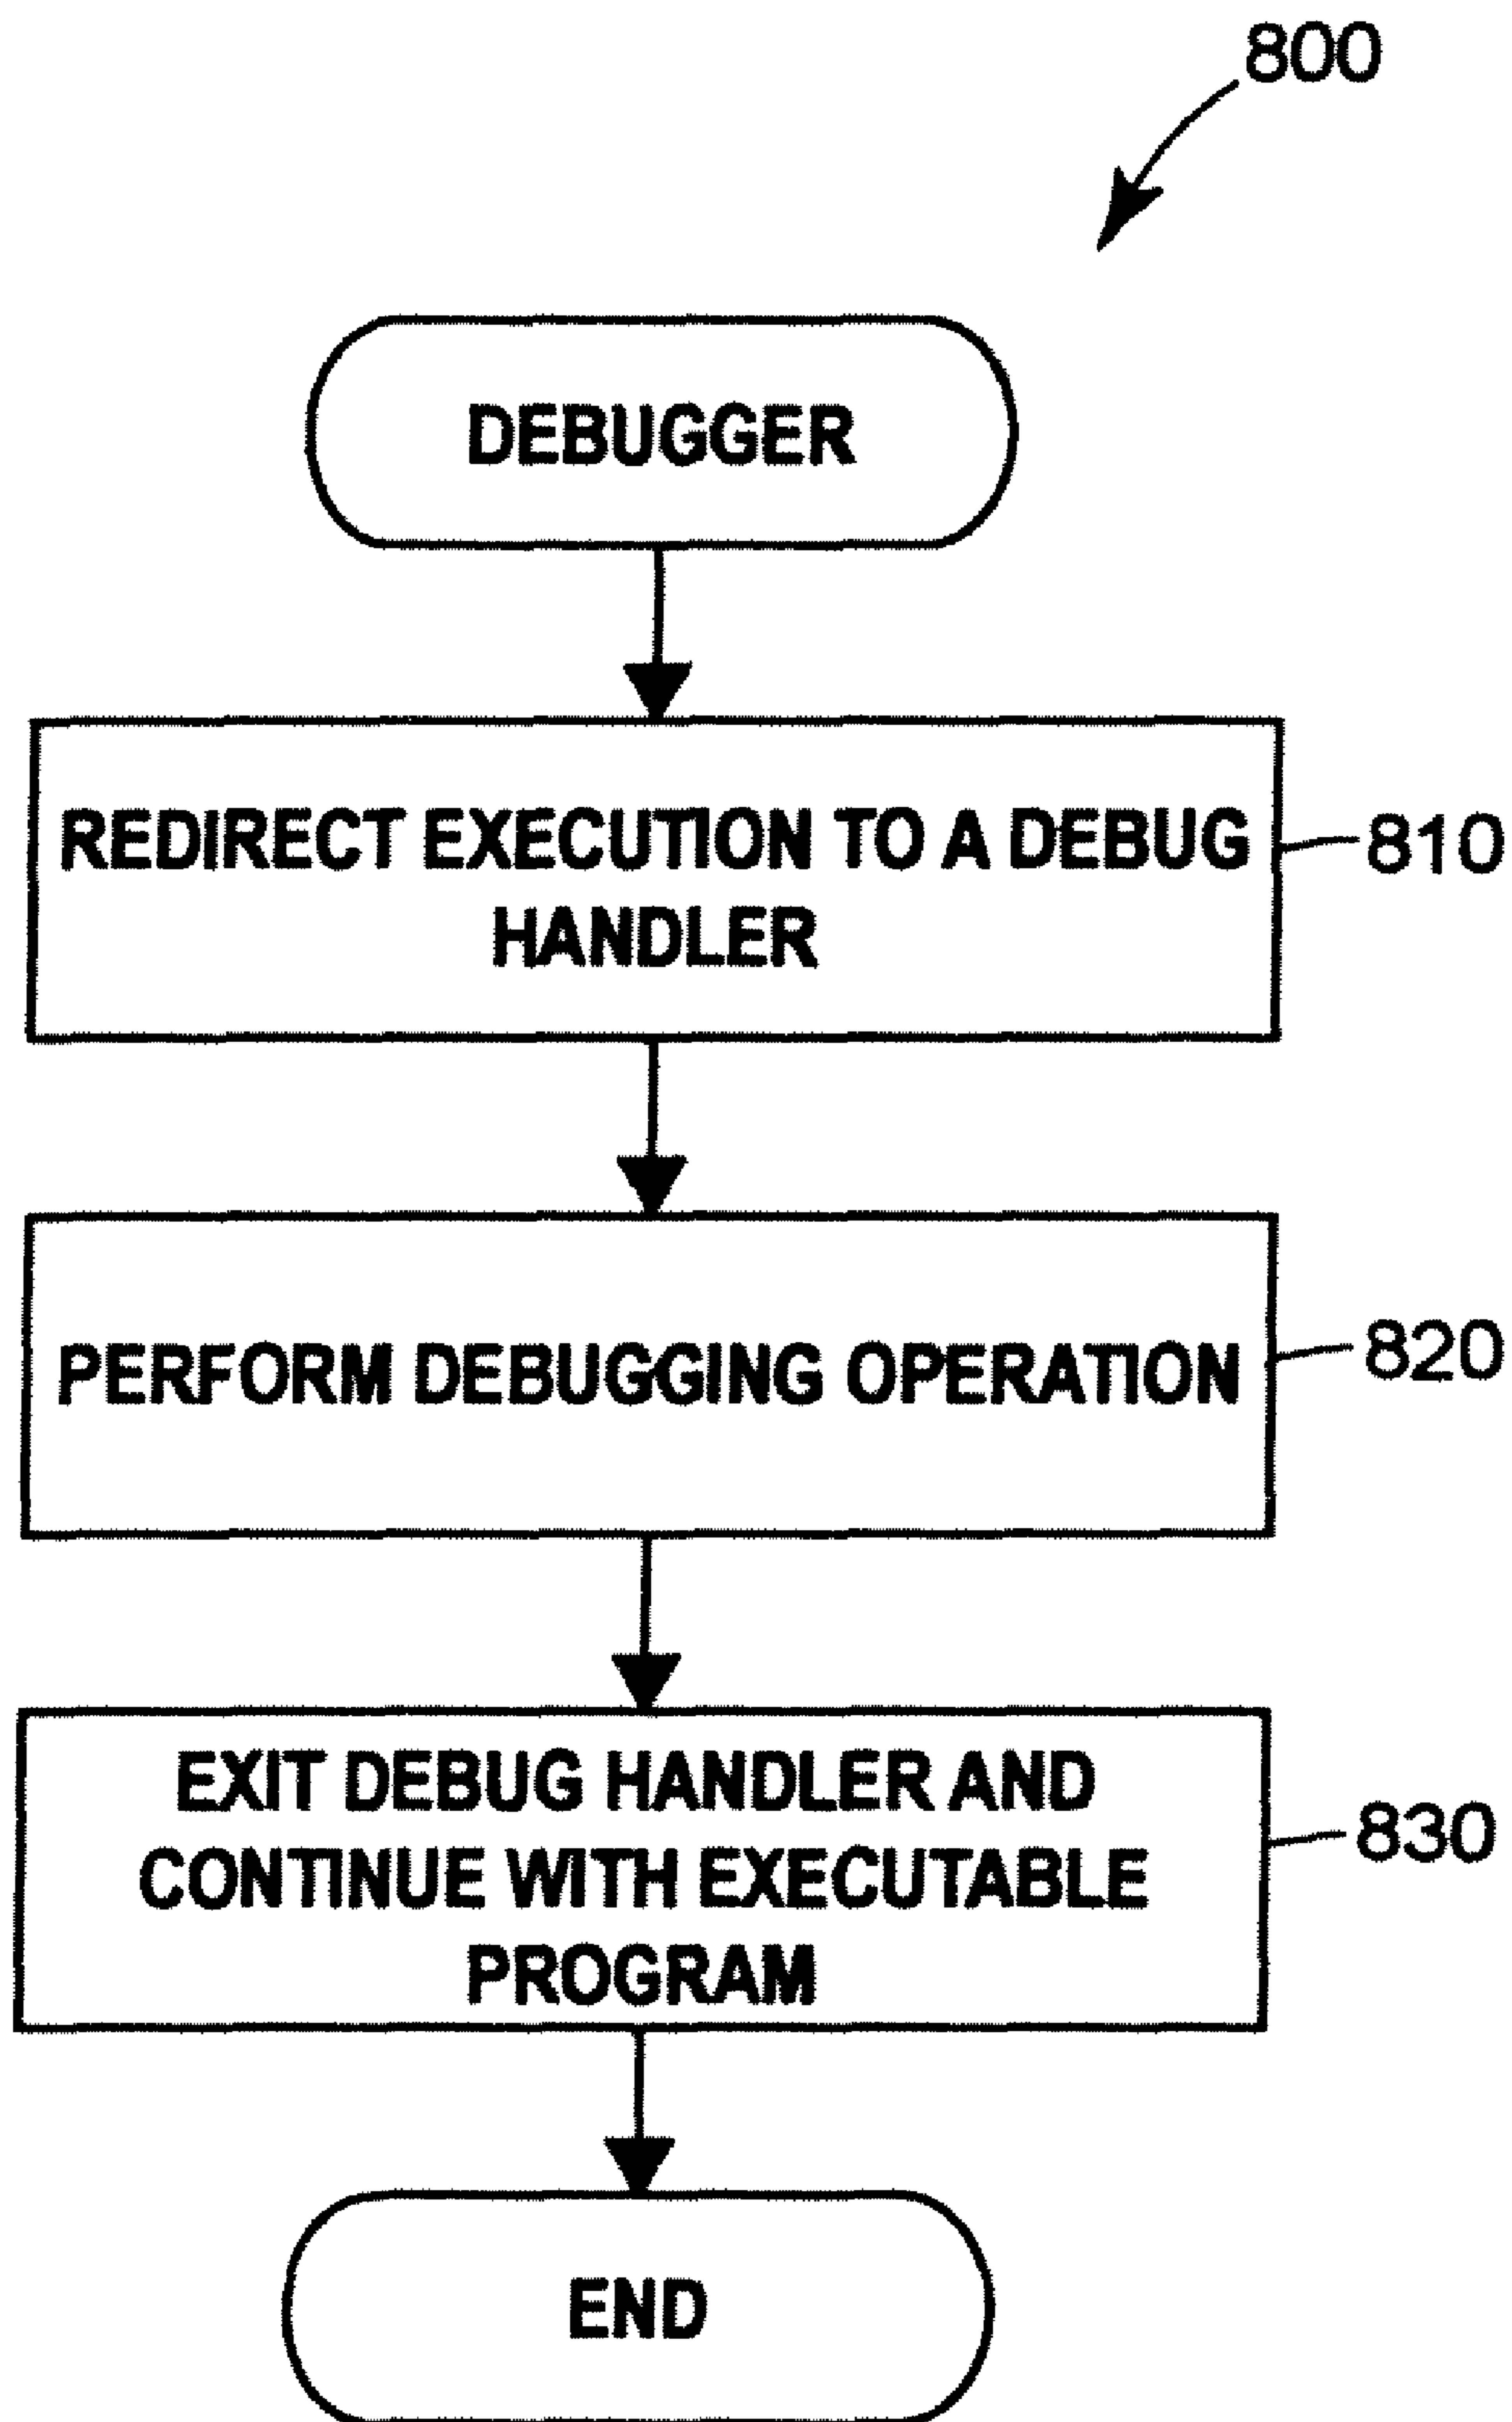 800
DEBUGGER
REDIRECT EXECUTION TO A DEBUG
HANDLER
810
PERFORM DEBUGGING OPERATION
820
EXIT DEBUG HANDLER AND
CONTINUE WITH EXECUTABLE
PROGRAM
830
END